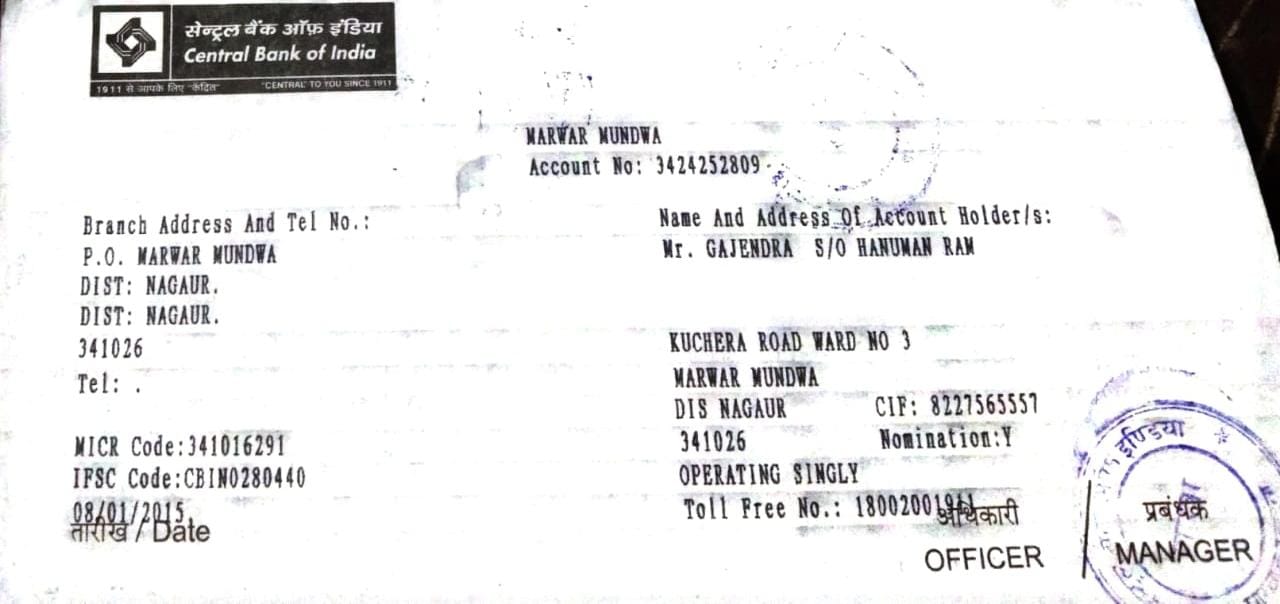 सेन्ट्रल बैंक ऑफ़ इंडिया
Central Bank of India
1911 से आपके लिए "केंद्रित" "CENTRAL" TO YOU SINCE 1911
MARWAR MUNDWA
Account No: 3424252809
Branch Address And Tel No.:
P.O. MARWAR MUNDWA
DIST: NAGAUR.
DIST: NAGAUR.
341026
Tel: .
MICR Code:341016291
IFSC Code:CBIN0280440
08/01/2015
तारीख / Date
Name And Address Of Account Holder/s:
Mr. GAJENDRA S/O HANUMAN RAM
KUCHERA ROAD WARD NO 3
MARWAR MUNDWA
DIS NAGAUR CIF: 8227565557
341026 Nomination:Y
OPERATING SINGLY
Toll Free No.:
अधिकारी
OFFICER
इण्डिया
प्रबंधक
MANAGER